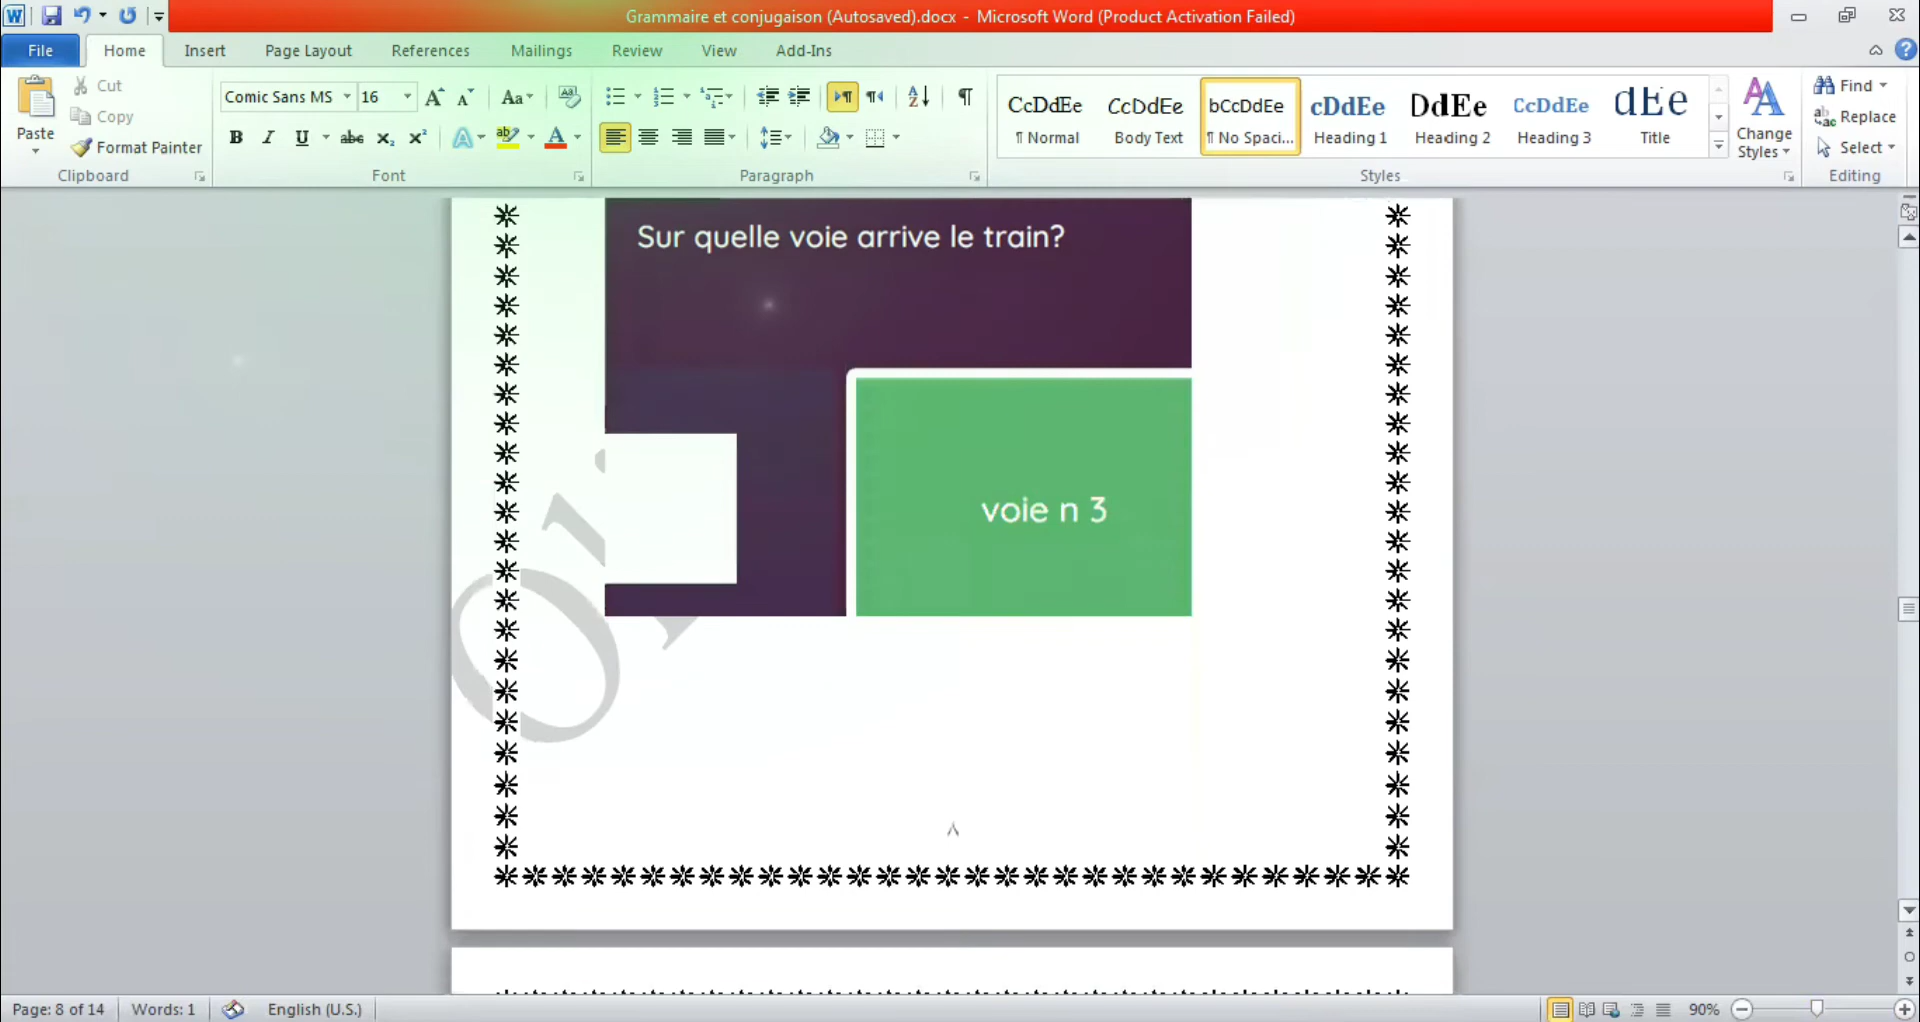 Grammaire et conjugaison (Autosaved).docx - Microsoft Word (Product Activation Failed)
File Home Insert Page Layout References Mailings Review View Add-Ins
Paste
Cut
Copy
Format Painter
Clipboard
Comic Sans MS 16
Font
Paragraph
CcDdEe CcDdEe bCcDdEe cDdEe DdEe CcDdEe dEe
¶ Normal Body Text ¶ No Spaci... Heading 1 Heading 2 Heading 3 Title
Styles
Change Styles
Find
Replace
Select
Editing
Sur quelle voie arrive le train?
voie n 3
٨
Page: 8 of 14 Words: 1 English (U.S.) 90%